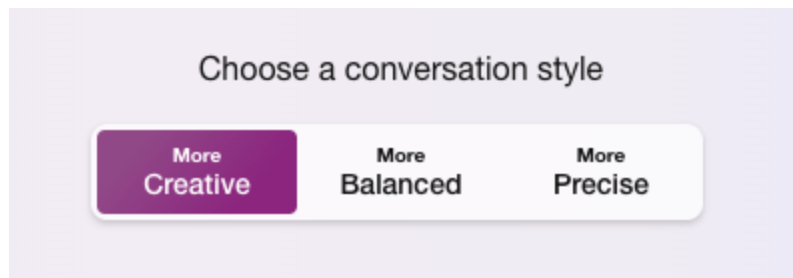 Choose a conversation style
More More More
Creative Balanced Precise